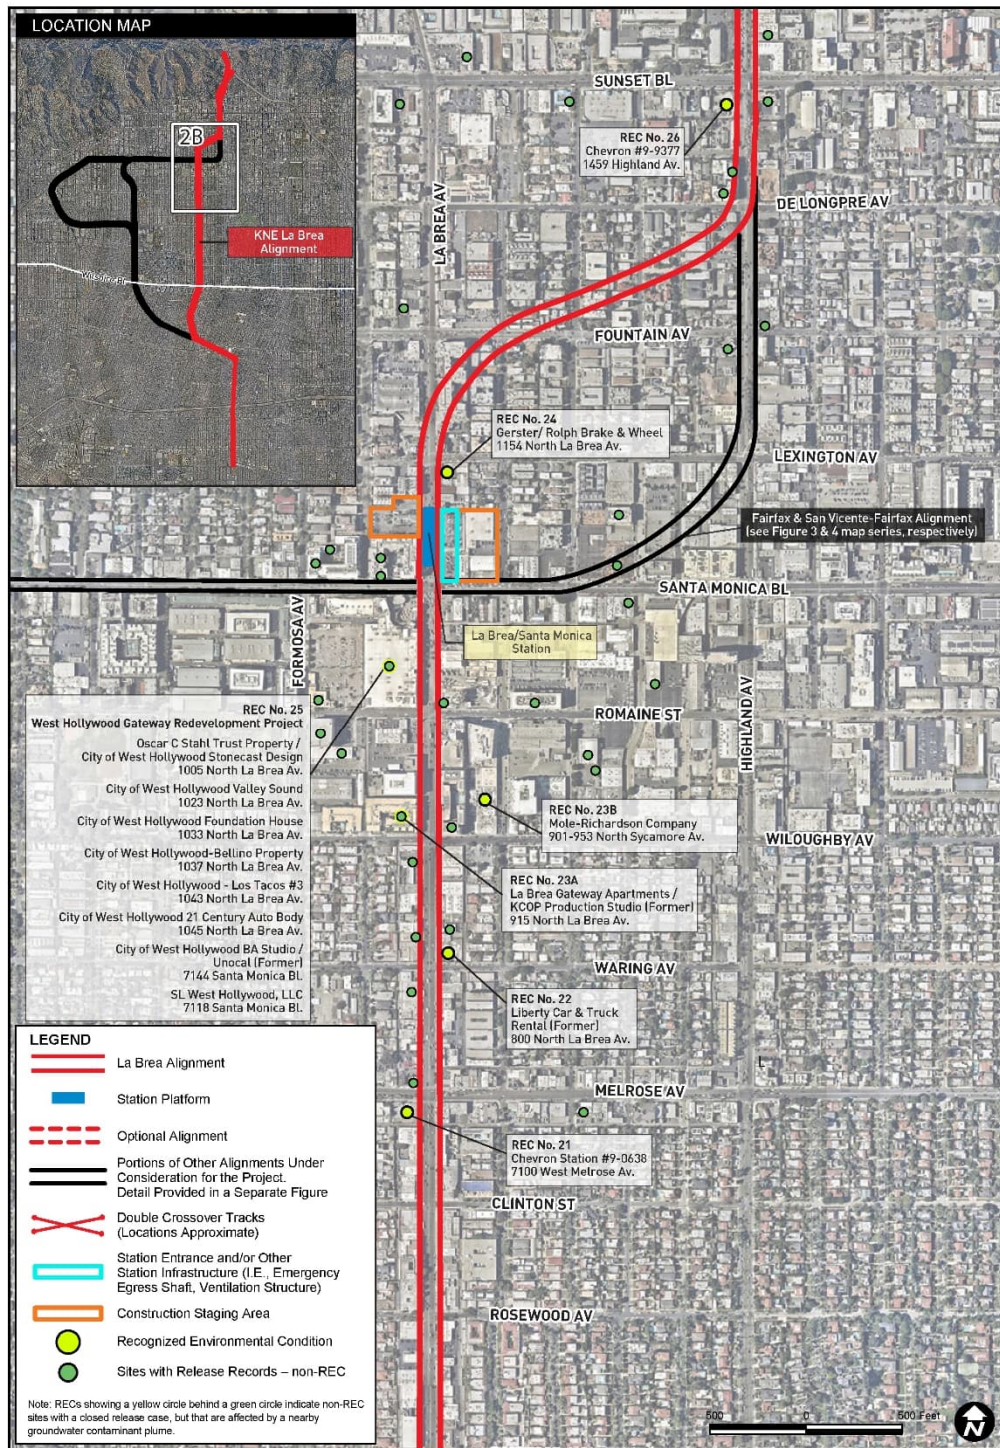 LOCATION MAP
2B
KNE La Brea
Alignment
Wilshire Bl
SUNSET BL
REC No. 26
Chevron #9-9377
1459 Highland Av.
LA BREA AV
DE LONGPRE AV
FOUNTAIN AV
REC No. 24
Gerster/ Rolph Brake & Wheel
1154 North La Brea Av.
LEXINGTON AV
Fairfax & San Vicente-Fairfax Alignment
(see Figure 3 & 4 map series, respectively)
SANTA MONICA BL
La Brea/Santa Monica
Station
FORMOSA AV
HIGHLAND AV
ROMAINE ST
REC No. 25
West Hollywood Gateway Redevelopment Project
Oscar C Stahl Trust Property /
City of West Hollywood Stonecast Design
1005 North La Brea Av.
City of West Hollywood Valley Sound
1023 North La Brea Av.
City of West Hollywood Foundation House
1033 North La Brea Av.
City of West Hollywood-Bellino Property
1037 North La Brea Av.
City of West Hollywood - Los Tacos #3
1043 North La Brea Av.
City of West Hollywood 21 Century Auto Body
1045 North La Brea Av.
City of West Hollywood BA Studio /
Unocal (Former)
7144 Santa Monica Bl.
SL West Hollywood, LLC
7118 Santa Monica Bl.
REC No. 23B
Mole-Richardson Company
901-953 North Sycamore Av.
WILOUGHBY AV
REC No. 23A
La Brea Gateway Apartments /
KCOP Production Studio (Former)
915 North La Brea Av.
WARING AV
REC No. 22
Liberty Car & Truck
Rental (Former)
800 North La Brea Av.
L
MELROSE AV
REC No. 21
Chevron Station #9-0638
7100 West Melrose Av.
CLINTON ST
ROSEWOOD AV
LEGEND
La Brea Alignment
Station Platform
Optional Alignment
Portions of Other Alignments Under
Consideration for the Project.
Detail Provided in a Separate Figure
Double Crossover Tracks
(Locations Approximate)
Station Entrance and/or Other
Station Infrastructure (I.E., Emergency
Egress Shaft, Ventilation Structure)
Construction Staging Area
Recognized Environmental Condition
Sites with Release Records – non-REC
Note: RECs showing a yellow circle behind a green circle indicate non-REC
sites with a closed release case, but that are affected by a nearby
groundwater contaminant plume.
500 0 500 Feet
N